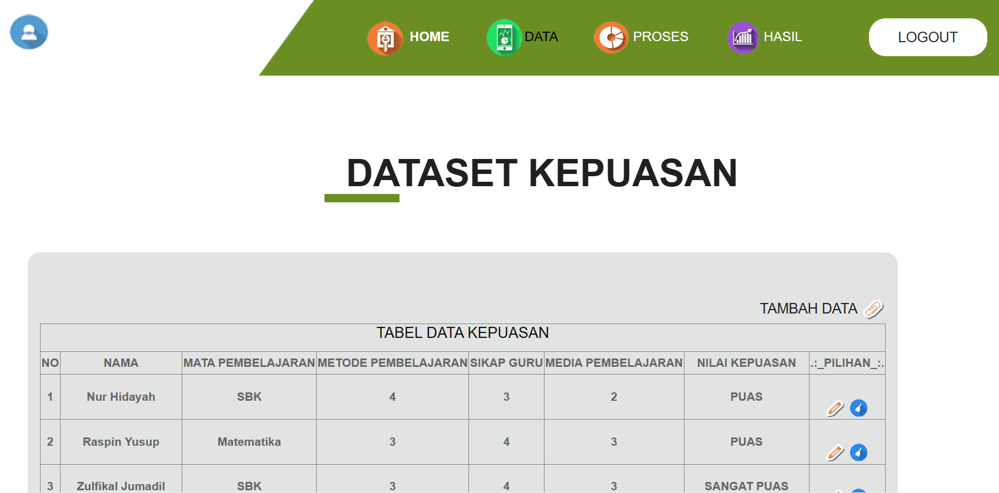 HOME DATA PROSES HASIL LOGOUT
DATASET KEPUASAN
TAMBAH DATA
TABEL DATA KEPUASAN
NO NAMA MATA PEMBELAJARAN METODE PEMBELAJARAN SIKAP GURU MEDIA PEMBELAJARAN NILAI KEPUASAN .:_PILIHAN_:.
1 Nur Hidayah SBK 4 3 2 PUAS
2 Raspin Yusup Matematika 3 4 3 PUAS
3 Zulfikal Jumadil SBK 3 4 3 SANGAT PUAS